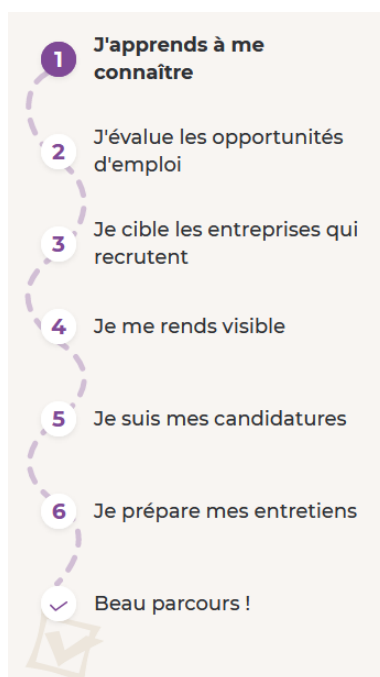 1
J'apprends à me
connaître
2
J'évalue les opportunités
d'emploi
3
Je cible les entreprises qui
recrutent
4
Je me rends visible
5
Je suis mes candidatures
6
Je prépare mes entretiens
Beau parcours !